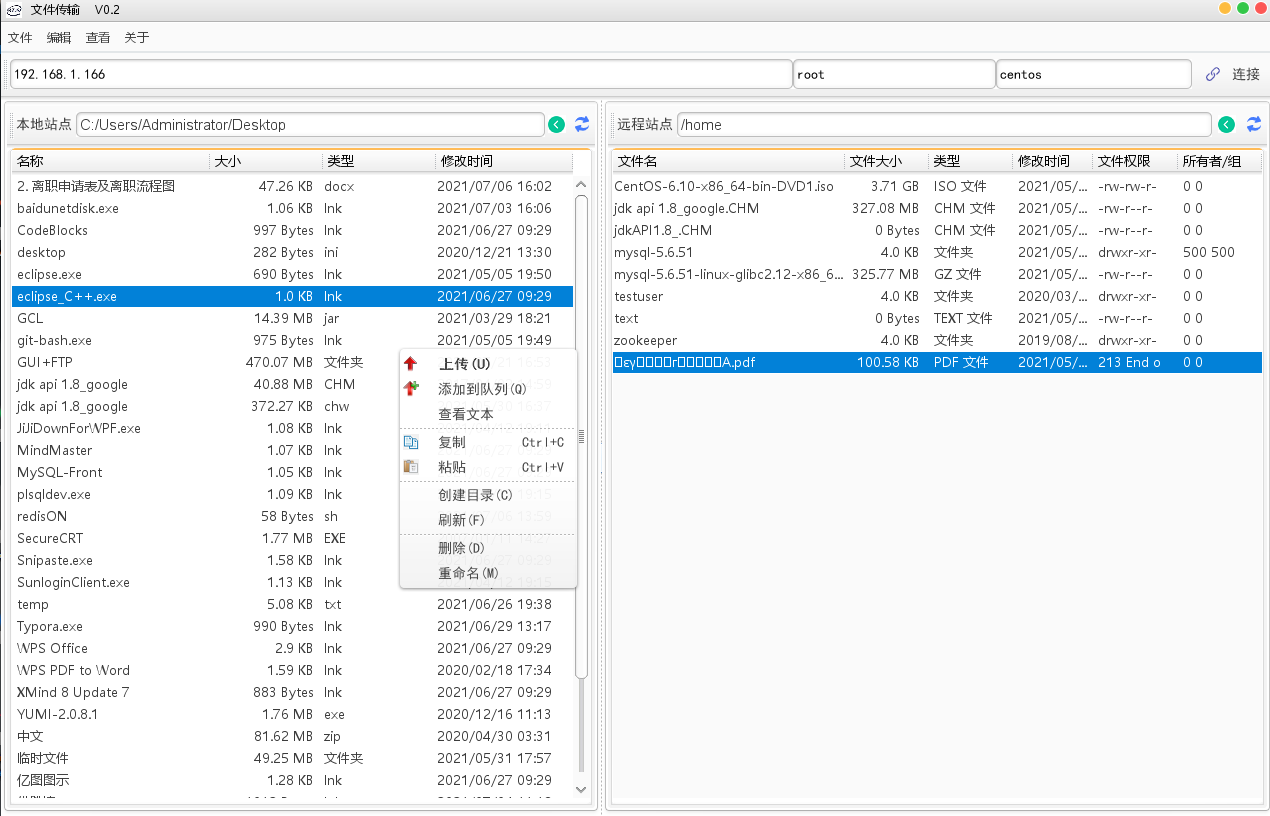 文件传输 V0.2
文件 编辑 查看 关于
192.168.1.166 root centos 连接
本地站点 C:/Users/Administrator/Desktop
名称 大小 类型 修改时间
2. 离职申请表及离职流程图 47.26 KB docx 2021/07/06 16:02
baidunetdisk.exe 1.06 KB lnk 2021/07/03 16:06
CodeBlocks 997 Bytes lnk 2021/06/27 09:29
desktop 282 Bytes ini 2020/12/21 13:30
eclipse.exe 690 Bytes lnk 2021/05/05 19:50
eclipse_C++.exe 1.0 KB lnk 2021/06/27 09:29
GCL 14.39 MB jar 2021/03/29 18:21
git-bash.exe 975 Bytes lnk 2021/05/05 19:49
GUI+FTP 470.07 MB 文件夹
jdk api 1.8_google 40.88 MB CHM
jdk api 1.8_google 372.27 KB chw
JiJiDownForWPF.exe 1.08 KB lnk
MindMaster 1.07 KB lnk
MySQL-Front 1.05 KB lnk
plsqldev.exe 1.09 KB lnk
redisON 58 Bytes sh
SecureCRT 1.77 MB EXE
Snipaste.exe 1.58 KB lnk
SunloginClient.exe 1.13 KB lnk
temp 5.08 KB txt 2021/06/26 19:38
Typora.exe 990 Bytes lnk 2021/06/29 13:17
WPS Office 2.9 KB lnk 2021/06/27 09:29
WPS PDF to Word 1.59 KB lnk 2020/02/18 17:34
XMind 8 Update 7 883 Bytes lnk 2021/06/27 09:29
YUMI-2.0.8.1 1.76 MB exe 2020/12/16 11:13
中文 81.62 MB zip 2020/04/30 03:31
临时文件 49.25 MB 文件夹 2021/05/31 17:57
亿图图示 1.28 KB lnk 2021/06/27 09:29
上传(U)
添加到队列(Q)
查看文本
复制 Ctrl+C
粘贴 Ctrl+V
创建目录(C)
刷新(F)
删除(D)
重命名(M)
远程站点 /home
文件名 文件大小 类型 修改时间 文件权限 所有者/组
CentOS-6.10-x86_64-bin-DVD1.iso 3.71 GB ISO 文件 2021/05/... -rw-rw-r- 0 0
jdk api 1.8_google.CHM 327.08 MB CHM 文件 2021/05/... -rw-r--r- 0 0
jdkAPI1.8_.CHM 0 Bytes CHM 文件 2021/05/... -rw-r--r- 0 0
mysql-5.6.51 4.0 KB 文件夹 2021/05/... drwxr-xr- 500 500
mysql-5.6.51-linux-glibc2.12-x86_6... 325.77 MB GZ 文件 2021/05/... -rw-r--r- 0 0
testuser 4.0 KB 文件夹 2020/03/... drwxr-xr- 0 0
text 0 Bytes TEXT 文件 2021/05/... -rw-r--r- 0 0
zookeeper 4.0 KB 文件夹 2019/08/... drwxr-xr- 0 0
A.pdf 100.58 KB PDF 文件 2021/05/... 213 End o 0 0